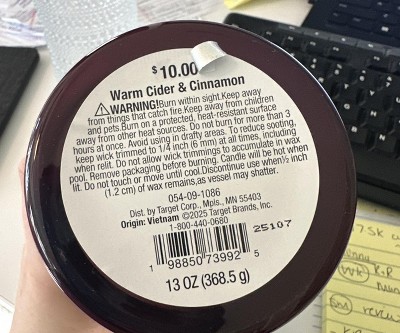 $10.00
Warm Cider & Cinnamon
⚠WARNING!Burn within sight.Keep away
from things that catch fire.Keep away from children
and pets.Burn on a protected, heat-resistant surface
away from other heat sources. Do not burn for more than 3
hours at once. Avoid using in drafty areas. To reduce sooting,
keep wick trimmed to 1/4 inch (6 mm) at all times, including
when relit. Do not allow wick trimmings to accumulate in wax
pool. Remove packaging before burning. Candle will be hot when
lit. Do not touch or move until cool.Discontinue use when½ inch
(1.2 cm) of wax remains,as vessel may shatter.
054-09-1086
Dist. by Target Corp., Mpls., MN 55403
Origin: Vietnam ©2025 Target Brands, Inc.
1-800-440-0680
25107
1 98850 73992 5
13 OZ (368.5 g)